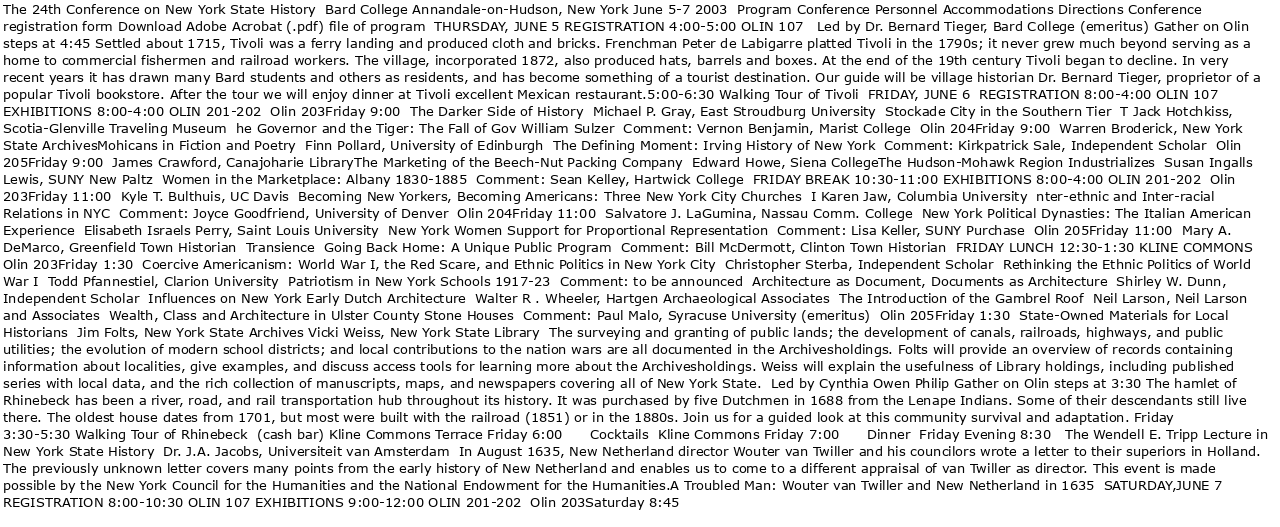 The 24th Conference on New York State History  Bard College Annandale-on-Hudson, New York June 5-7 2003  Program Conference Personnel Accommodations Directions Conference
registration form Download Adobe Acrobat (.pdf) file of program  THURSDAY, JUNE 5 REGISTRATION 4:00-5:00 OLIN 107   Led by Dr. Bernard Tieger, Bard College (emeritus) Gather on Olin
steps at 4:45 Settled about 1715, Tivoli was a ferry landing and produced cloth and bricks. Frenchman Peter de Labigarre platted Tivoli in the 1790s; it never grew much beyond serving as a
home to commercial fishermen and railroad workers. The village, incorporated 1872, also produced hats, barrels and boxes. At the end of the 19th century Tivoli began to decline. In very
recent years it has drawn many Bard students and others as residents, and has become something of a tourist destination. Our guide will be village historian Dr. Bernard Tieger, proprietor of a
popular Tivoli bookstore. After the tour we will enjoy dinner at Tivoli excellent Mexican restaurant.5:00-6:30 Walking Tour of Tivoli  FRIDAY, JUNE 6  REGISTRATION 8:00-4:00 OLIN 107
EXHIBITIONS 8:00-4:00 OLIN 201-202  Olin 203Friday 9:00  The Darker Side of History  Michael P. Gray, East Stroudburg University  Stockade City in the Southern Tier  T Jack Hotchkiss,
Scotia-Glenville Traveling Museum  he Governor and the Tiger: The Fall of Gov William Sulzer  Comment: Vernon Benjamin, Marist College  Olin 204Friday 9:00  Warren Broderick, New York
State ArchivesMohicans in Fiction and Poetry  Finn Pollard, University of Edinburgh  The Defining Moment: Irving History of New York  Comment: Kirkpatrick Sale, Independent Scholar  Olin
205Friday 9:00  James Crawford, Canajoharie LibraryThe Marketing of the Beech-Nut Packing Company  Edward Howe, Siena CollegeThe Hudson-Mohawk Region Industrializes  Susan Ingalls
Lewis, SUNY New Paltz  Women in the Marketplace: Albany 1830-1885  Comment: Sean Kelley, Hartwick College  FRIDAY BREAK 10:30-11:00 EXHIBITIONS 8:00-4:00 OLIN 201-202  Olin
203Friday 11:00  Kyle T. Bulthuis, UC Davis  Becoming New Yorkers, Becoming Americans: Three New York City Churches  I Karen Jaw, Columbia University  nter-ethnic and Inter-racial
Relations in NYC  Comment: Joyce Goodfriend, University of Denver  Olin 204Friday 11:00  Salvatore J. LaGumina, Nassau Comm. College  New York Political Dynasties: The Italian American
Experience  Elisabeth Israels Perry, Saint Louis University  New York Women Support for Proportional Representation  Comment: Lisa Keller, SUNY Purchase  Olin 205Friday 11:00  Mary A.
DeMarco, Greenfield Town Historian  Transience  Going Back Home: A Unique Public Program  Comment: Bill McDermott, Clinton Town Historian  FRIDAY LUNCH 12:30-1:30 KLINE COMMONS
Olin 203Friday 1:30  Coercive Americanism: World War I, the Red Scare, and Ethnic Politics in New York City  Christopher Sterba, Independent Scholar  Rethinking the Ethnic Politics of World
War I  Todd Pfannestiel, Clarion University  Patriotism in New York Schools 1917-23  Comment: to be announced  Architecture as Document, Documents as Architecture  Shirley W. Dunn,
Independent Scholar  Influences on New York Early Dutch Architecture  Walter R . Wheeler, Hartgen Archaeological Associates  The Introduction of the Gambrel Roof  Neil Larson, Neil Larson
and Associates  Wealth, Class and Architecture in Ulster County Stone Houses  Comment: Paul Malo, Syracuse University (emeritus)  Olin 205Friday 1:30  State-Owned Materials for Local
Historians  Jim Folts, New York State Archives Vicki Weiss, New York State Library  The surveying and granting of public lands; the development of canals, railroads, highways, and public
utilities; the evolution of modern school districts; and local contributions to the nation wars are all documented in the Archivesholdings. Folts will provide an overview of records containing
information about localities, give examples, and discuss access tools for learning more about the Archivesholdings. Weiss will explain the usefulness of Library holdings, including published
series with local data, and the rich collection of manuscripts, maps, and newspapers covering all of New York State.  Led by Cynthia Owen Philip Gather on Olin steps at 3:30 The hamlet of
Rhinebeck has been a river, road, and rail transportation hub throughout its history. It was purchased by five Dutchmen in 1688 from the Lenape Indians. Some of their descendants still live
there. The oldest house dates from 1701, but most were built with the railroad (1851) or in the 1880s. Join us for a guided look at this community survival and adaptation. Friday
3:30-5:30 Walking Tour of Rhinebeck  (cash bar) Kline Commons Terrace Friday 6:00      Cocktails  Kline Commons Friday 7:00      Dinner  Friday Evening 8:30   The Wendell E. Tripp Lecture in
New York State History  Dr. J.A. Jacobs, Universiteit van Amsterdam  In August 1635, New Netherland director Wouter van Twiller and his councilors wrote a letter to their superiors in Holland.
The previously unknown letter covers many points from the early history of New Netherland and enables us to come to a different appraisal of van Twiller as director. This event is made
possible by the New York Council for the Humanities and the National Endowment for the Humanities.A Troubled Man: Wouter van Twiller and New Netherland in 1635  SATURDAY,JUNE 7
REGISTRATION 8:00-10:30 OLIN 107 EXHIBITIONS 9:00-12:00 OLIN 201-202  Olin 203Saturday 8:45